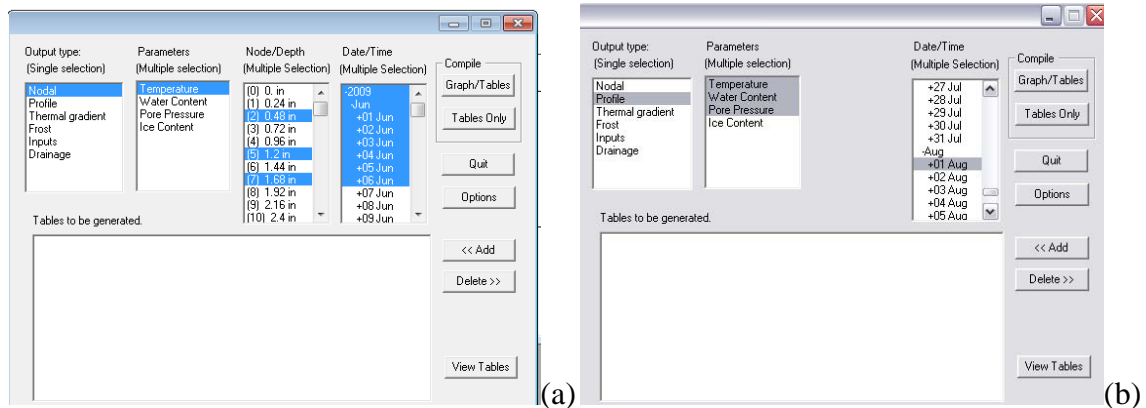 Output type:
(Single selection)
Nodal
Profile
Thermal gradient
Frost
Inputs
Drainage
Parameters
(Multiple selection)
Temperature
Water Content
Pore Pressure
Ice Content
Node/Depth
(Multiple Selection)
(0) 0. in
(1) 0.24 in
(2) 0.48 in
(3) 0.72 in
(4) 0.96 in
(5) 1.2 in
(6) 1.44 in
(7) 1.68 in
(8) 1.92 in
(9) 2.16 in
(10) 2.4 in
Date/Time
(Multiple Selection)
-2009
-Jun
+01 Jun
+02 Jun
+03 Jun
+04 Jun
+05 Jun
+06 Jun
+07 Jun
+08 Jun
+09 Jun
Compile
Graph/Tables
Tables Only
Quit
Options
Tables to be generated.
<< Add
Delete >>
View Tables
(a)
Output type:
(Single selection)
Nodal
Profile
Thermal gradient
Frost
Inputs
Drainage
Parameters
(Multiple selection)
Temperature
Water Content
Pore Pressure
Ice Content
Date/Time
(Multiple Selection)
+27 Jul
+28 Jul
+29 Jul
+30 Jul
+31 Jul
-Aug
+01 Aug
+02 Aug
+03 Aug
+04 Aug
+05 Aug
Compile
Graph/Tables
Tables Only
Quit
Options
Tables to be generated.
<< Add
Delete >>
View Tables
(b)